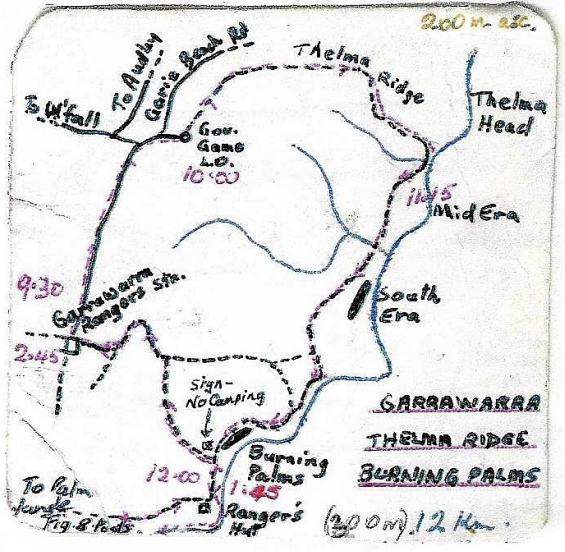 200 m asc.
To W'fall
To Audley
Garrie Beach Rd
Thelma
Ridge
Thelma
Head
Gov.
Game
L.O.
10.00
11.15
Mid Era
9.30
Garrawarra
Rangers Stn.
2.45
South
Era
Sign-
No Camping
GARRAWARRA
THELMA RIDGE
BURNING PALMS
Burning
Palms
12.00
1.45
Ranger's
Hut
To Palm
Jungle
Fig. 8 Pools
(300m) 12 Km.